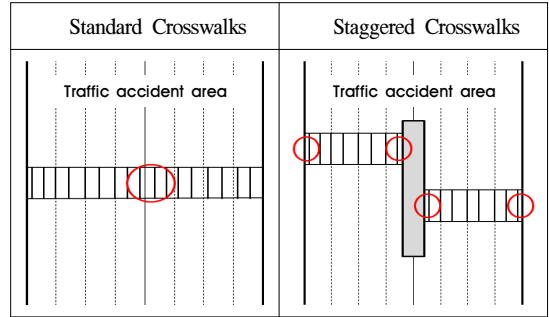 Standard Crosswalks
Staggered Crosswalks
Traffic accident area
Traffic accident area